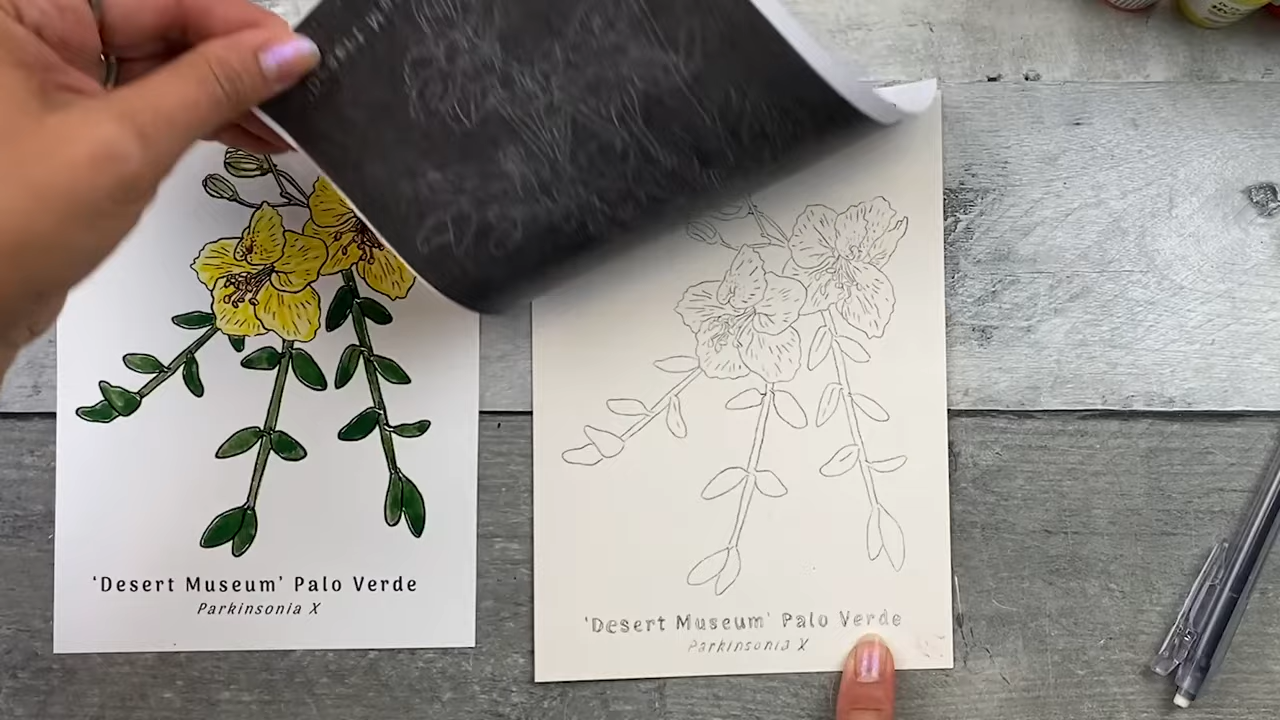 ‘Desert Museum’ Palo Verde
Parkinsonia X
'Desert Museum' Palo Verde
Parkinsonia X